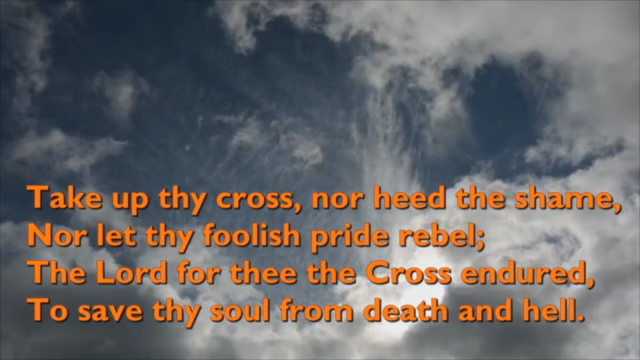 Take up thy cross, nor heed the shame,
Nor let thy foolish pride rebel;
The Lord for thee the Cross endured,
To save thy soul from death and hell.